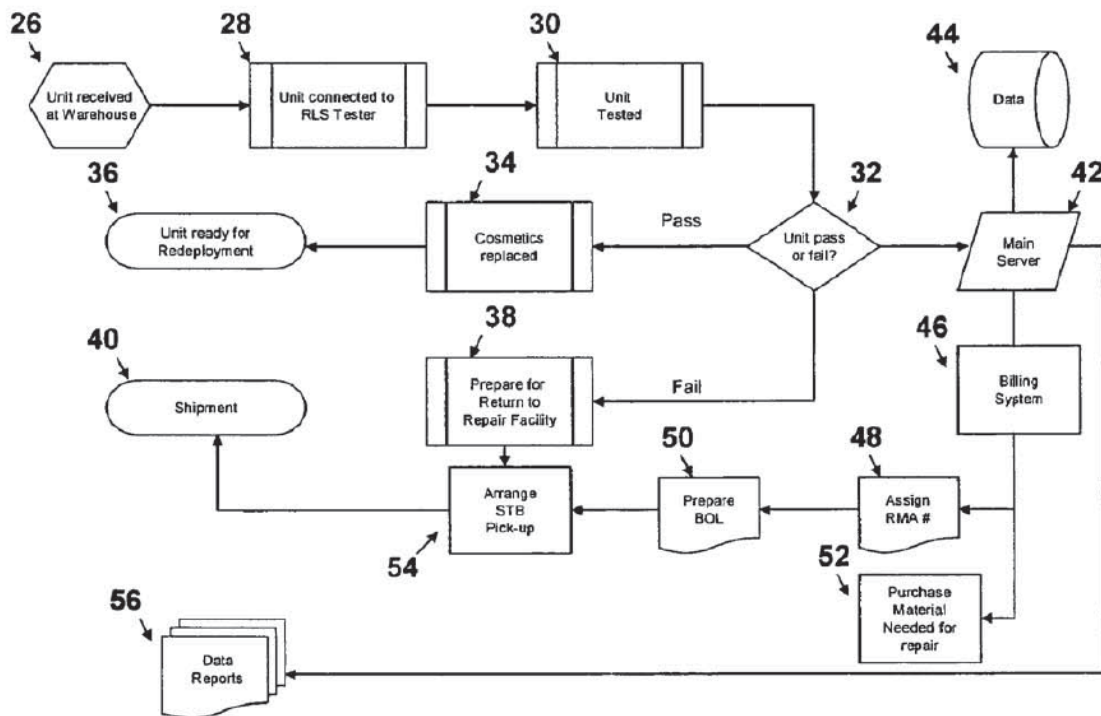 26
28
30
44
Unit received
at Warehouse
Unit connected to
RLS Tester
Unit
Tested
Data
36
34
32
42
Unit ready for
Redeployment
Cosmetics
replaced
Pass
Unit pass
or fail?
Main
Server
40
38
46
Shipment
Prepare for
Return to
Repair Facility
Fail
Billing
System
50
48
Arrange
STB
Pick-up
Prepare
BOL
Assign
RMA #
54
52
Purchase
Material
Needed for
repair
56
Data
Reports